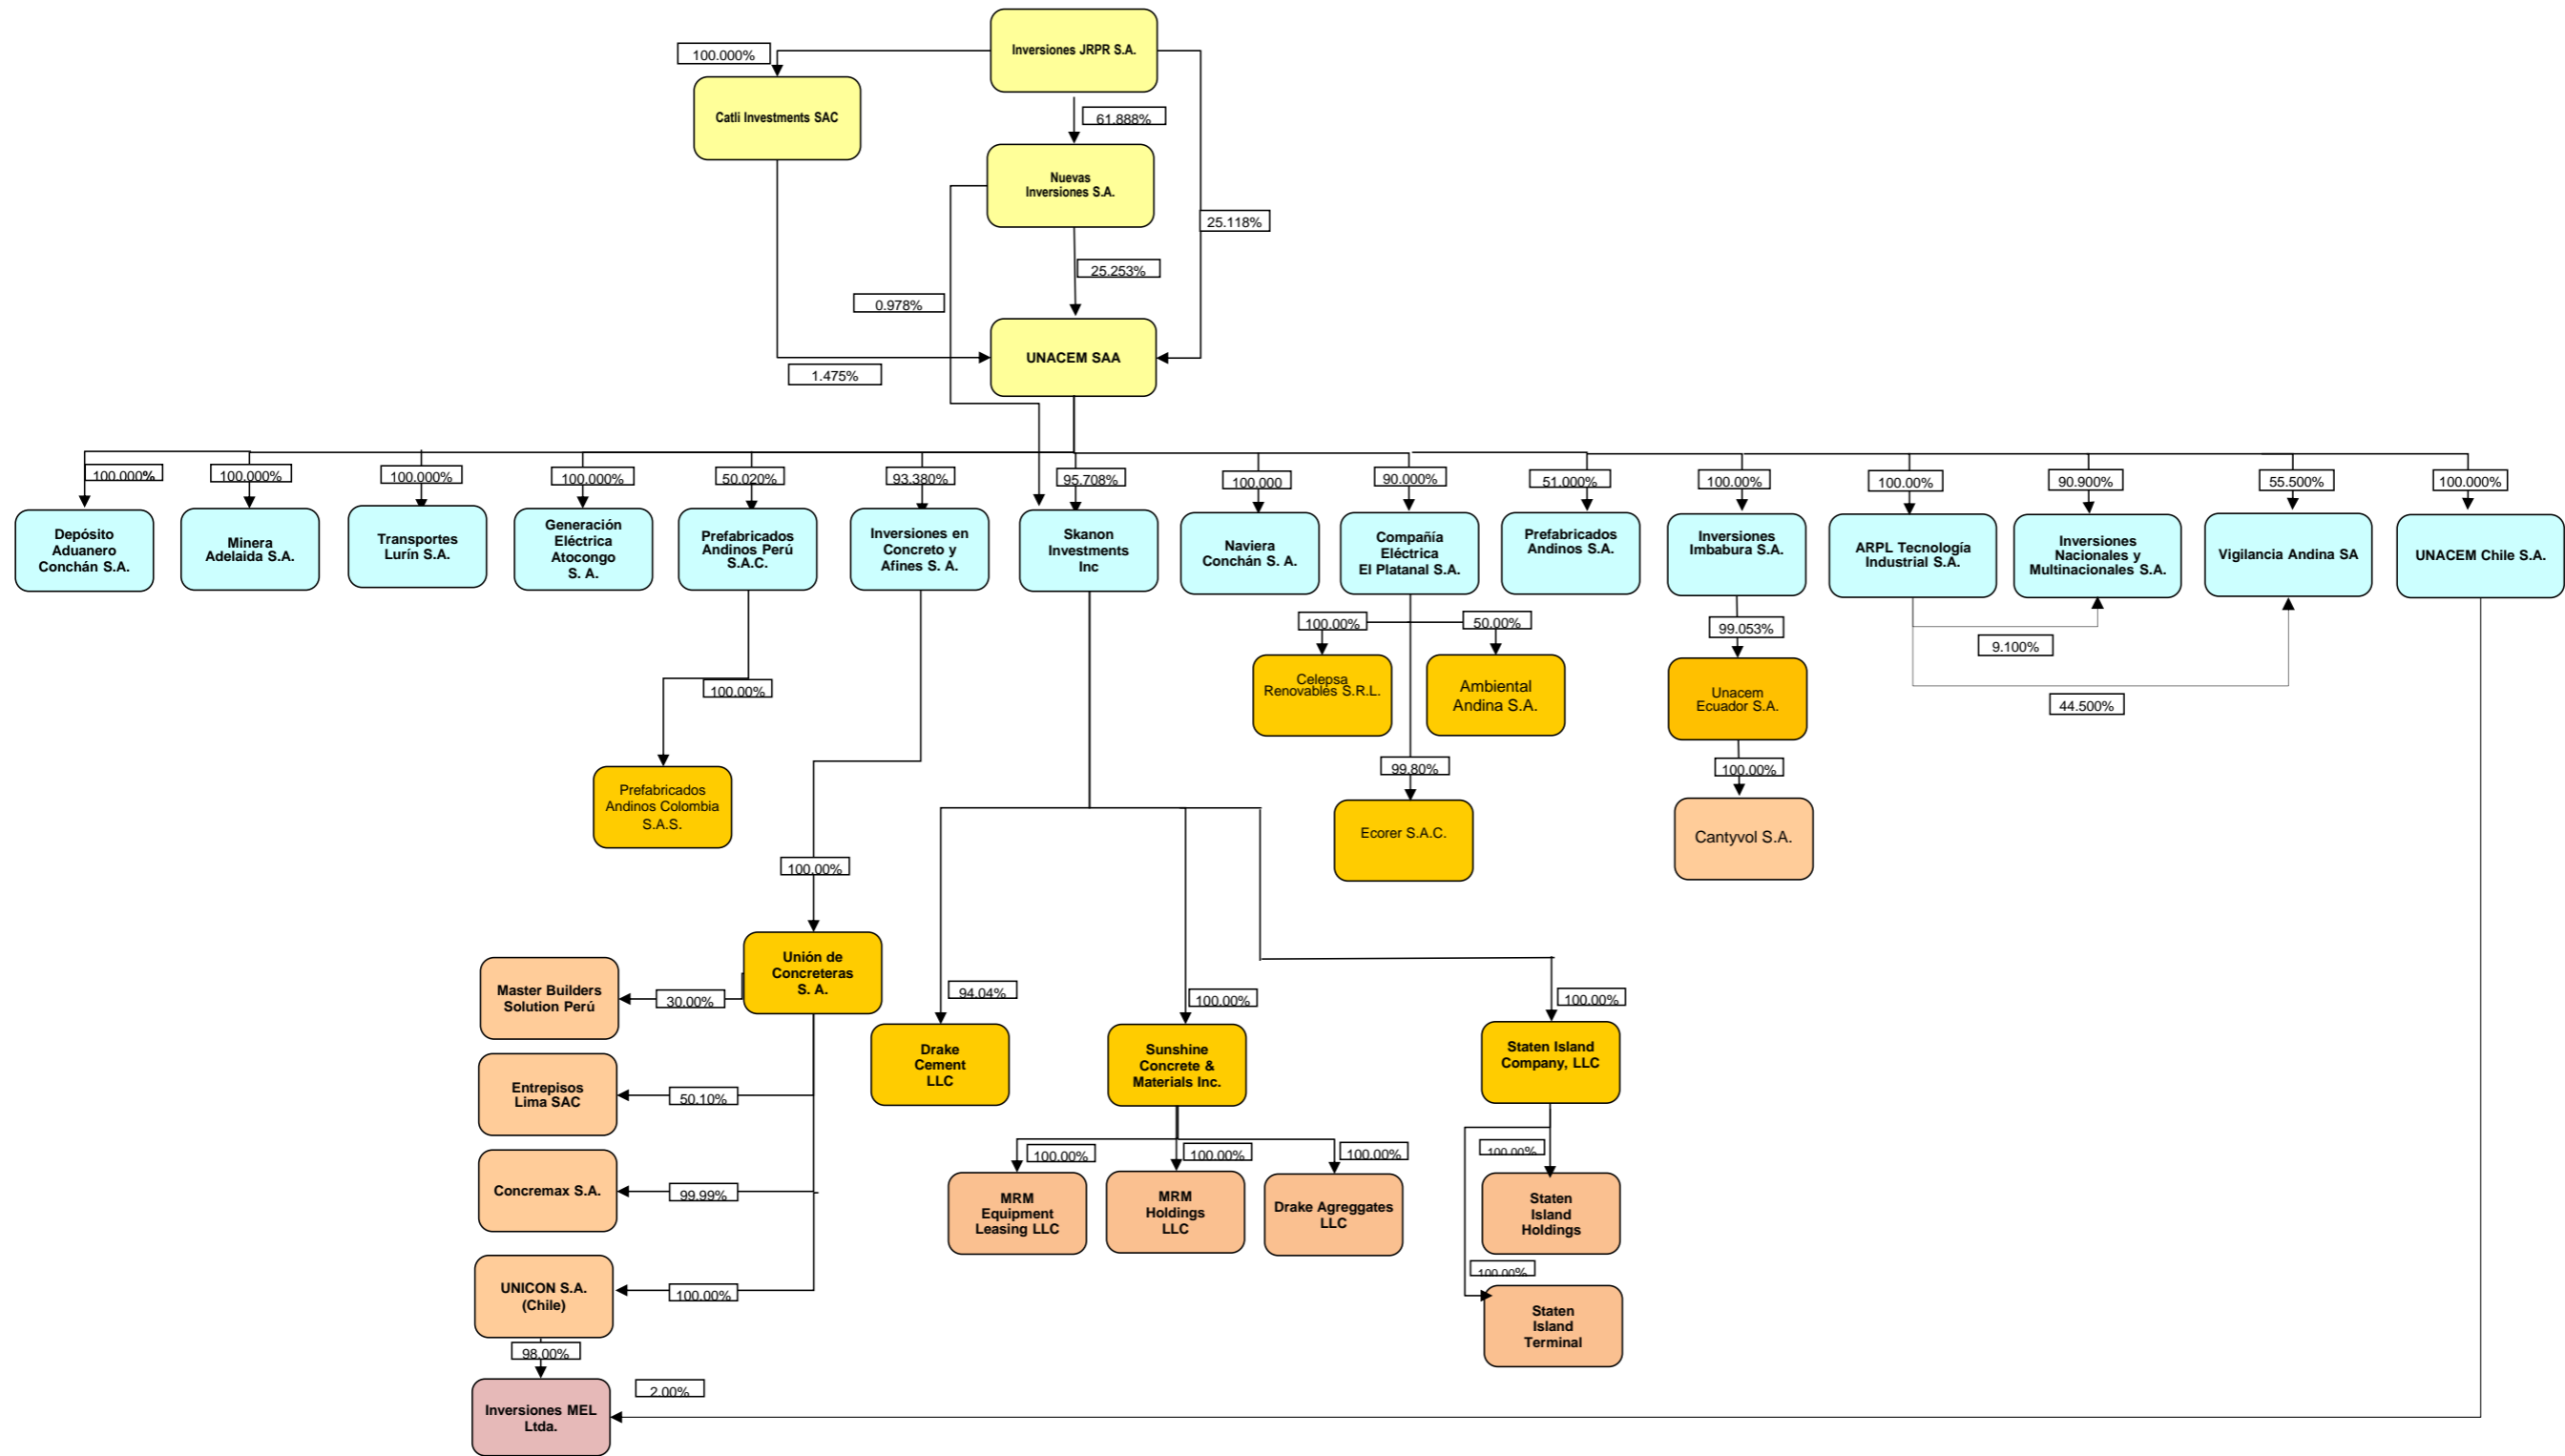 Inversiones JRPR S.A.
100.000%
Catli Investments SAC
61.888%
Nuevas
Inversiones S.A.
25.118%
25.253%
0.978%
UNACEM SAA
1.475%
100.000%
100.000%
100.000%
100.000%
50.020%
93.380%
95.708%
100.000
90.000%
51.000%
100.00%
100.00%
90.900%
55.500%
100.000%
Depósito
Aduanero
Conchán S.A.
Minera
Adelaida S.A.
Transportes
Lurín S.A.
Generación
Eléctrica
Atocongo
S. A.
Prefabricados
Andinos Perú
S.A.C.
Inversiones en
Concreto y
Afines S. A.
Skanon
Investments
Inc
Naviera
Conchán S. A.
Compañía
Eléctrica
El Platanal S.A.
Prefabricados
Andinos S.A.
Inversiones
Imbabura S.A.
ARPL Tecnología
Industrial S.A.
Inversiones
Nacionales y
Multinacionales S.A.
Vigilancia Andina SA
UNACEM Chile S.A.
100.00%
50.00%
99.053%
9.100%
44.500%
100.00%
Celepsa
Renovables S.R.L.
Ambiental
Andina S.A.
Unacem
Ecuador S.A.
99.80%
100.00%
Prefabricados
Andinos Colombia
S.A.S.
Ecorer S.A.C.
Cantyvol S.A.
100.00%
Unión de
Concreteras
S. A.
Master Builders
Solution Perú
30.00%
94.04%
100.00%
100.00%
Drake
Cement
LLC
Sunshine
Concrete &
Materials Inc.
Staten Island
Company, LLC
Entrepisos
Lima SAC
50.10%
100.00%
100.00%
100.00%
100.00%
Concremax S.A.
99.99%
MRM
Equipment
Leasing LLC
MRM
Holdings
LLC
Drake Agreggates
LLC
Staten
Island
Holdings
UNICON S.A.
(Chile)
100.00%
100.00%
Staten
Island
Terminal
98.00%
Inversiones MEL
Ltda.
2.00%